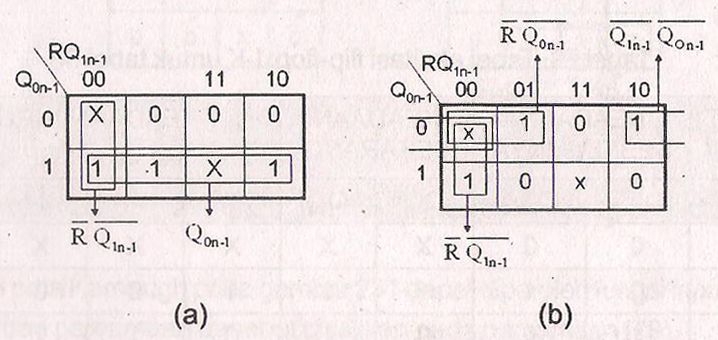 R̅ Q̅0n-1 Q̅1n-1 Q̅0n-1
RQ1n-1 RQ1n-1
Q0n-1 00 11 10 Q0n-1 00 01 11 10
0 X 0 0 0 0 x 1 0 1
1 1 1 X 1 1 1 0 x 0
R̅ Q̅1n-1 Q0n-1 R̅ Q̅1n-1
(a) (b)